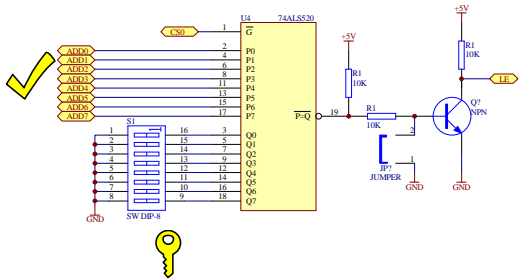 U4
74ALS520
CS0 1 G
ADD0 2 P0
ADD1 4 P1
ADD2 6 P2
ADD3 8 P3
ADD4 11 P4
ADD5 13 P5
ADD6 15 P6
ADD7 17 P7
P=Q 19
S1
1 16 3 Q0
2 15 5 Q1
3 14 7 Q2
4 13 9 Q3
5 12 12 Q4
6 11 14 Q5
7 10 16 Q6
8 9 18 Q7
1
SW DIP-8
GND
+5V
R1
10K
R1
10K
2
1
JP?
JUMPER
GND
+5V
R1
10K
LE
Q?
NPN
GND